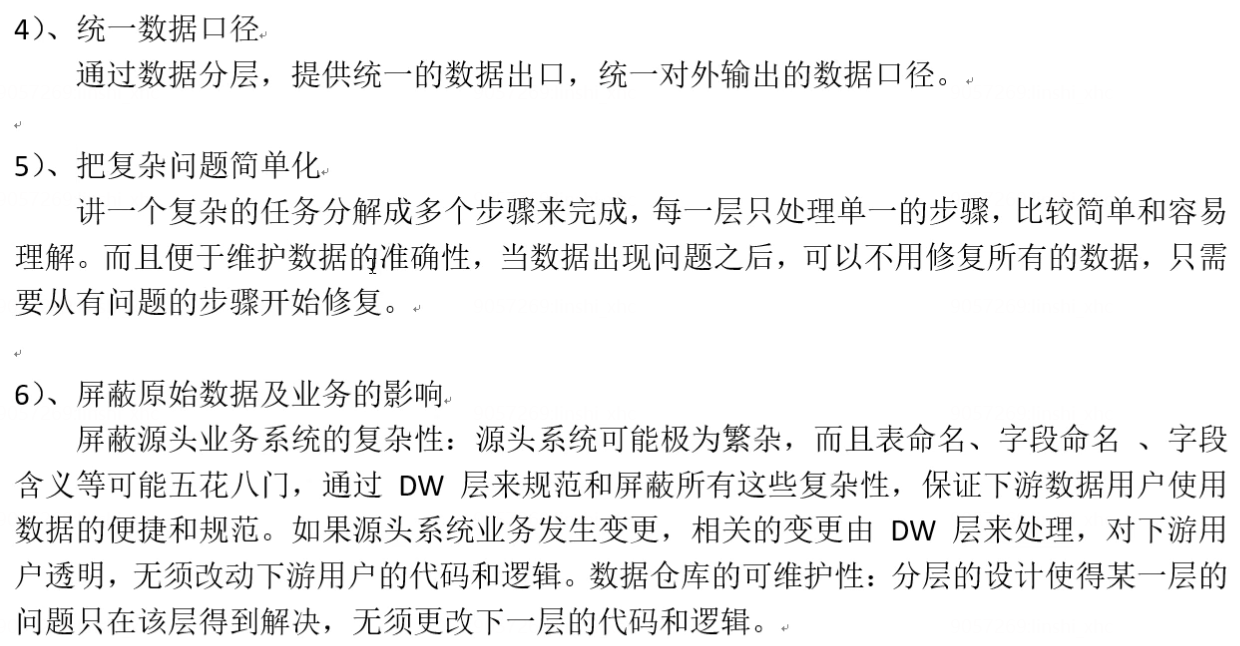 4）、统一数据口径
通过数据分层，提供统一的数据出口，统一对外输出的数据口径。
5）、把复杂问题简单化
讲一个复杂的任务分解成多个步骤来完成，每一层只处理单一的步骤，比较简单和容易
理解。而且便于维护数据的准确性，当数据出现问题之后，可以不用修复所有的数据，只需
要从有问题的步骤开始修复。
6）、屏蔽原始数据及业务的影响
屏蔽源头业务系统的复杂性：源头系统可能极为繁杂，而且表命名、字段命名 、字段
含义等可能五花八门，通过 DW 层来规范和屏蔽所有这些复杂性，保证下游数据用户使用
数据的便捷和规范。如果源头系统业务发生变更，相关的变更由 DW 层来处理，对下游用
户透明，无须改动下游用户的代码和逻辑。数据仓库的可维护性：分层的设计使得某一层的
问题只在该层得到解决，无须更改下一层的代码和逻辑。